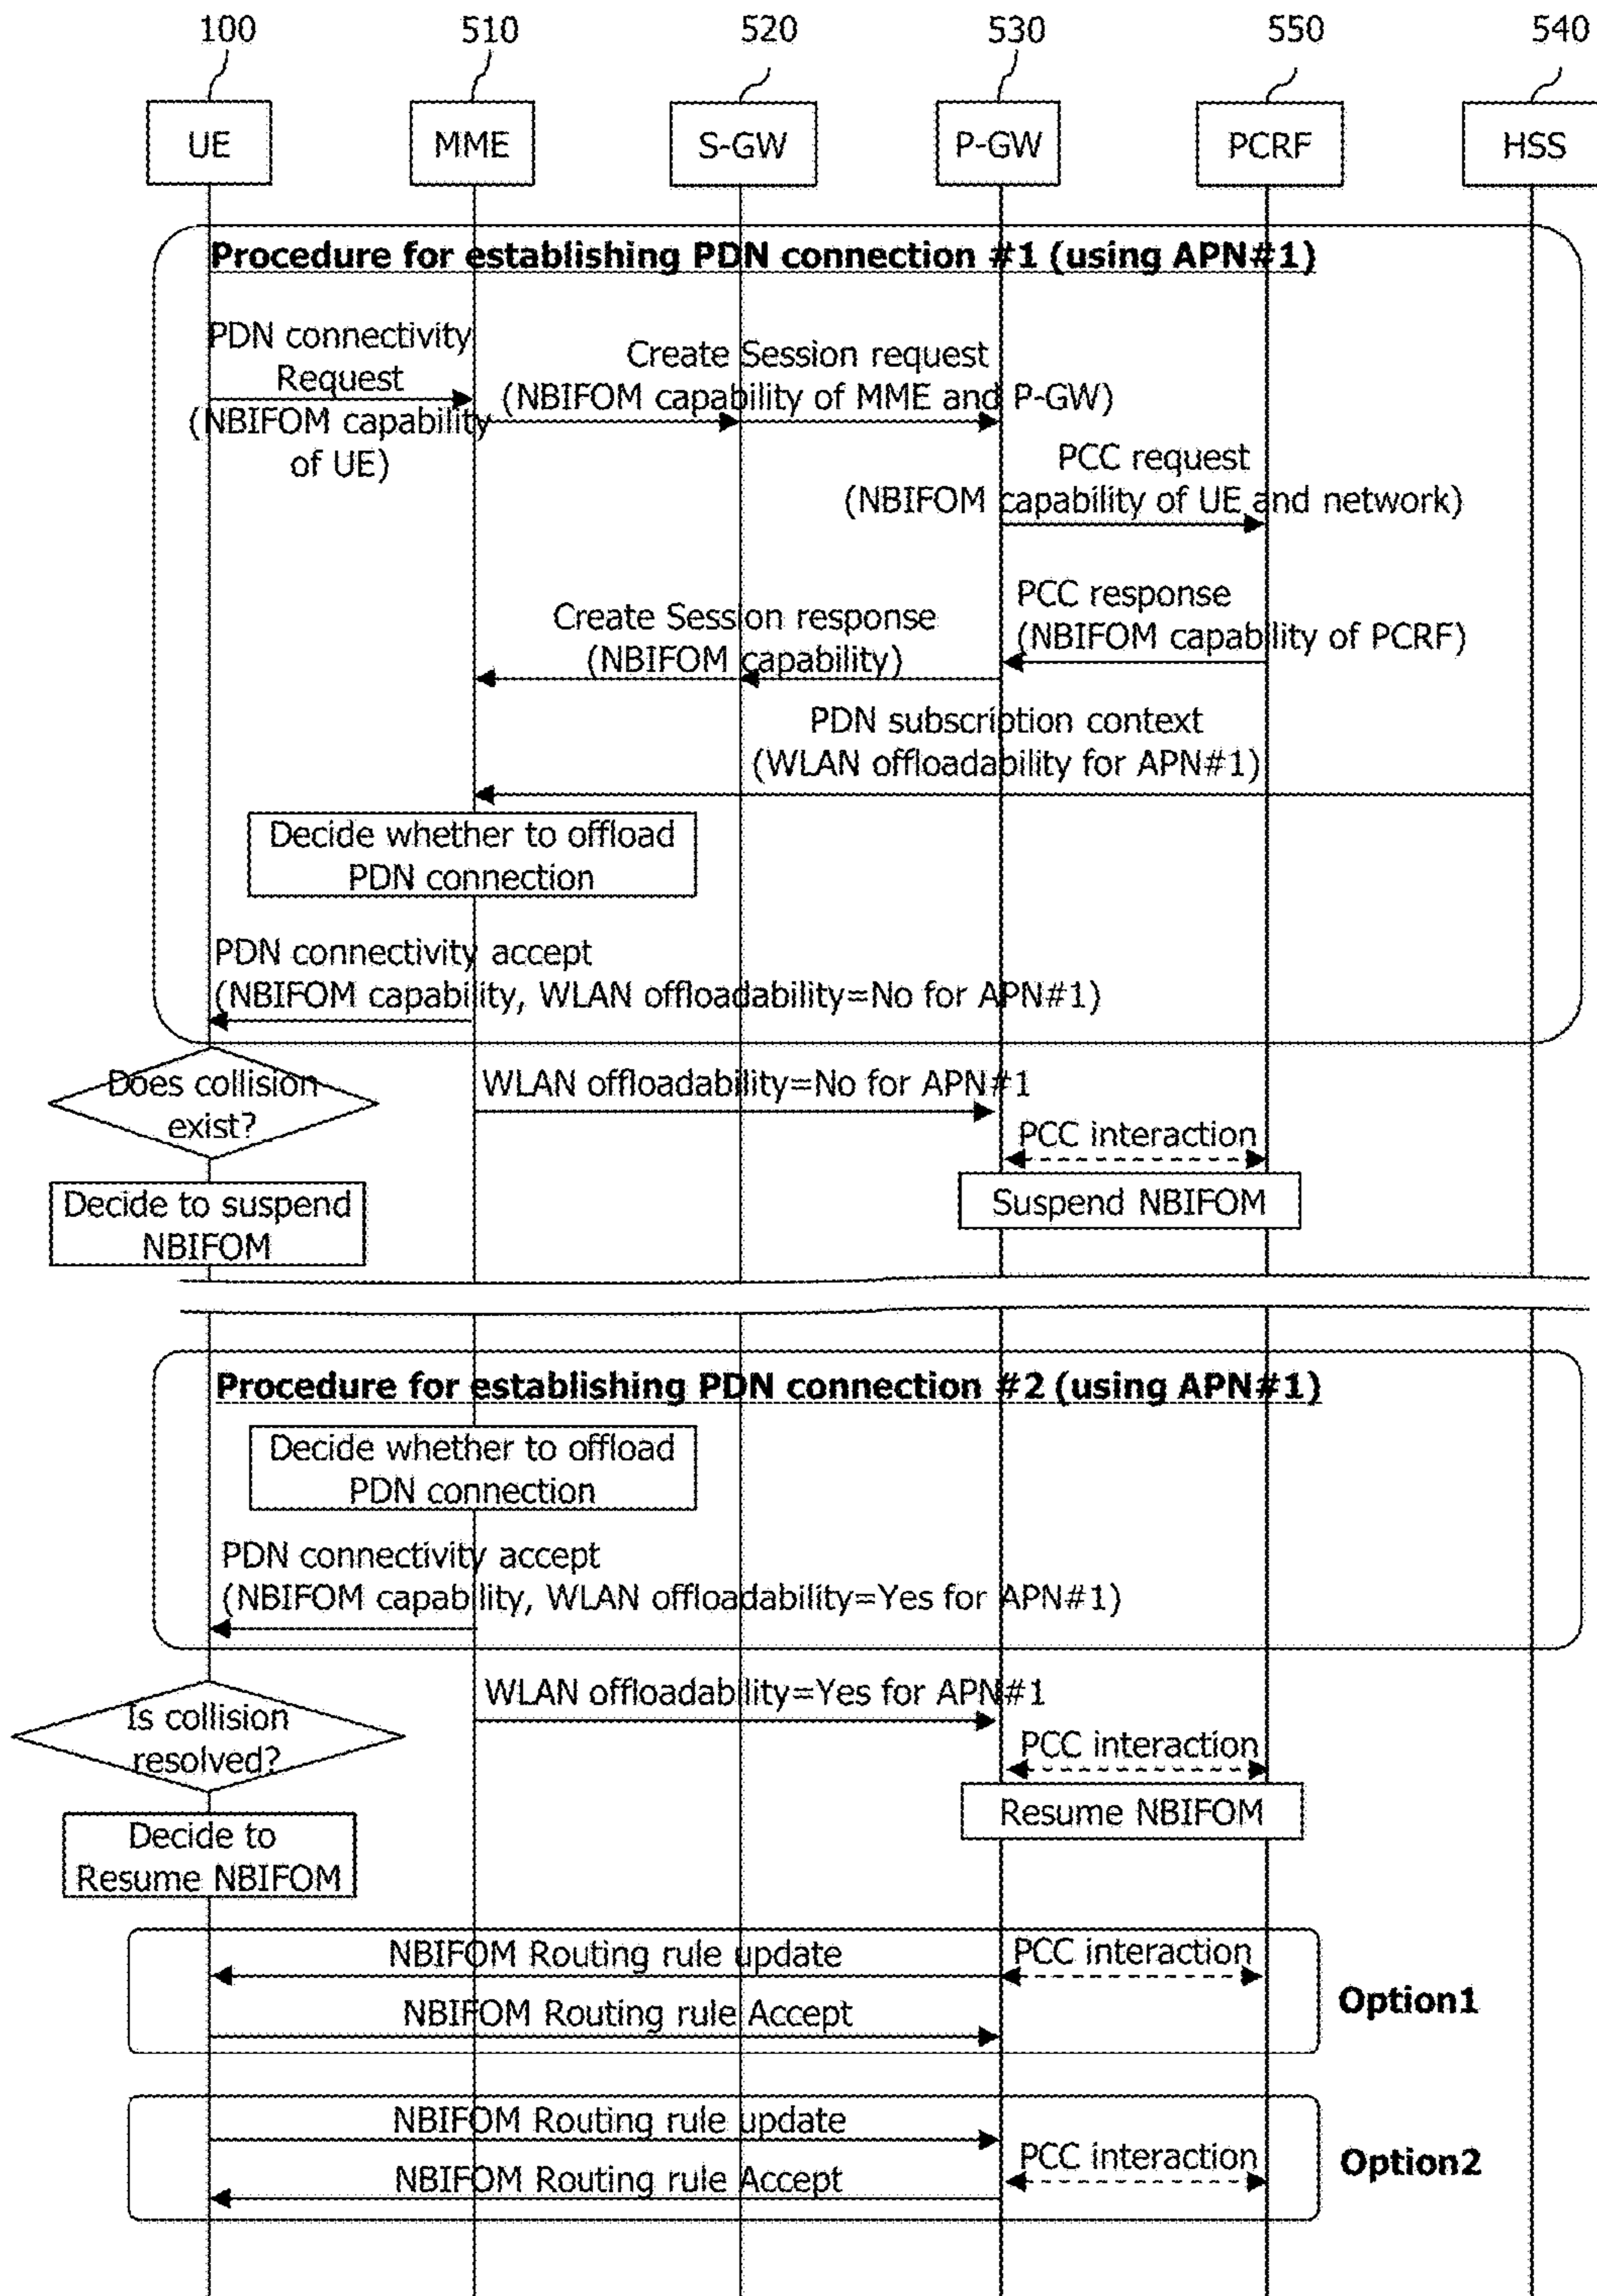 100
510
520
530
550
540
UE
MME
S-GW
P-GW
PCRF
HSS
Procedure for establishing PDN connection #1 (using APN#1)
PDN connectivity
Request
(NBIFOM capability
of UE)
Create Session request
(NBIFOM capability of MME and P-GW)
PCC request
(NBIFOM capability of UE and network)
PCC response
(NBIFOM capability of PCRF)
Create Session response
(NBIFOM capability)
PDN subscription context
(WLAN offloadability for APN#1)
Decide whether to offload
PDN connection
PDN connectivity accept
(NBIFOM capability, WLAN offloadability=No for APN#1)
Does collision
exist?
WLAN offloadability=No for APN#1
PCC interaction
Suspend NBIFOM
Decide to suspend
NBIFOM
Procedure for establishing PDN connection #2 (using APN#1)
Decide whether to offload
PDN connection
PDN connectivity accept
(NBIFOM capability, WLAN offloadability=Yes for APN#1)
Is collision
resolved?
WLAN offloadability=Yes for APN#1
PCC interaction
Resume NBIFOM
Decide to
Resume NBIFOM
NBIFOM Routing rule update
PCC interaction
NBIFOM Routing rule Accept
Option1
NBIFOM Routing rule update
PCC interaction
NBIFOM Routing rule Accept
Option2